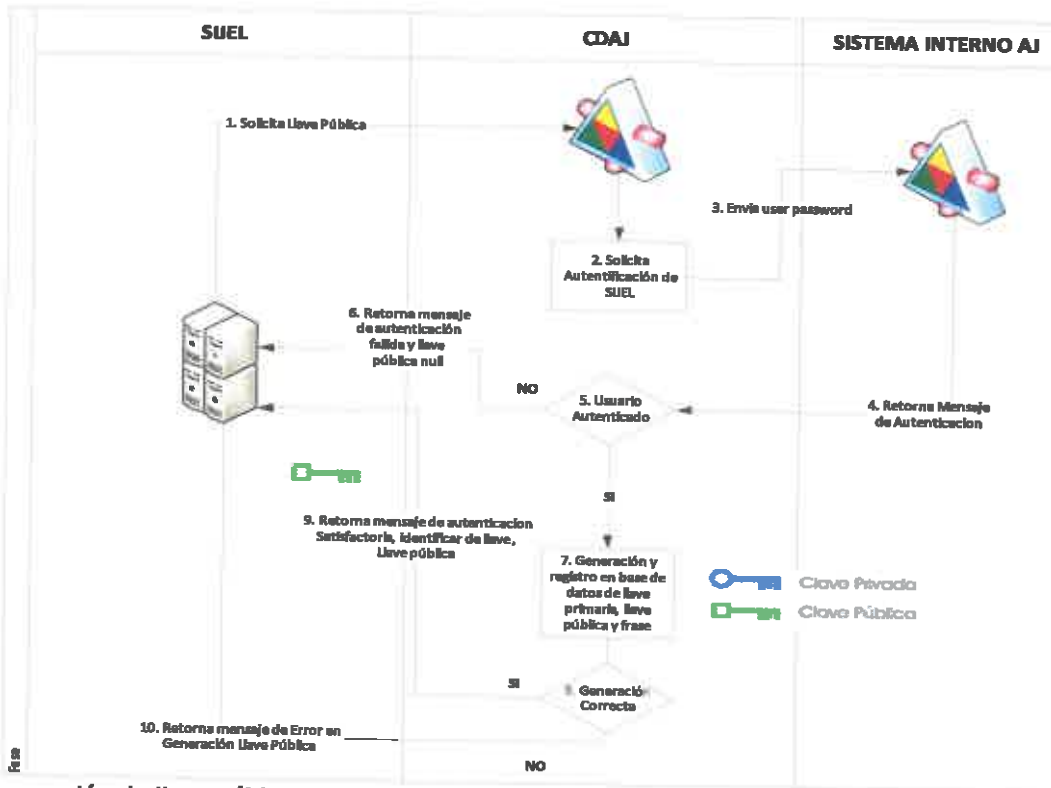 SUEL
CDAJ
SISTEMA INTERNO AJ
1. Solicita Llave Pública
3. Envia user password
2. Solicita
Autentificación de
SUEL
6. Retorna mensaje
de autenticación
fallida y llave
pública null
NO
5. Usuario
Autenticado
4. Retorna Mensaje
de Autenticacion
SI
9. Retorna mensaje de autenticacion
Satisfactoria, identificar de llave,
Llave pública
7. Generación y
registro en base de
datos de llave
primaria, llave
pública y frase
Clave Privada
Clave Pública
SI
Generación
Correcta
10. Retorna mensaje de Error en
Generación Llave Pública
NO
Fase